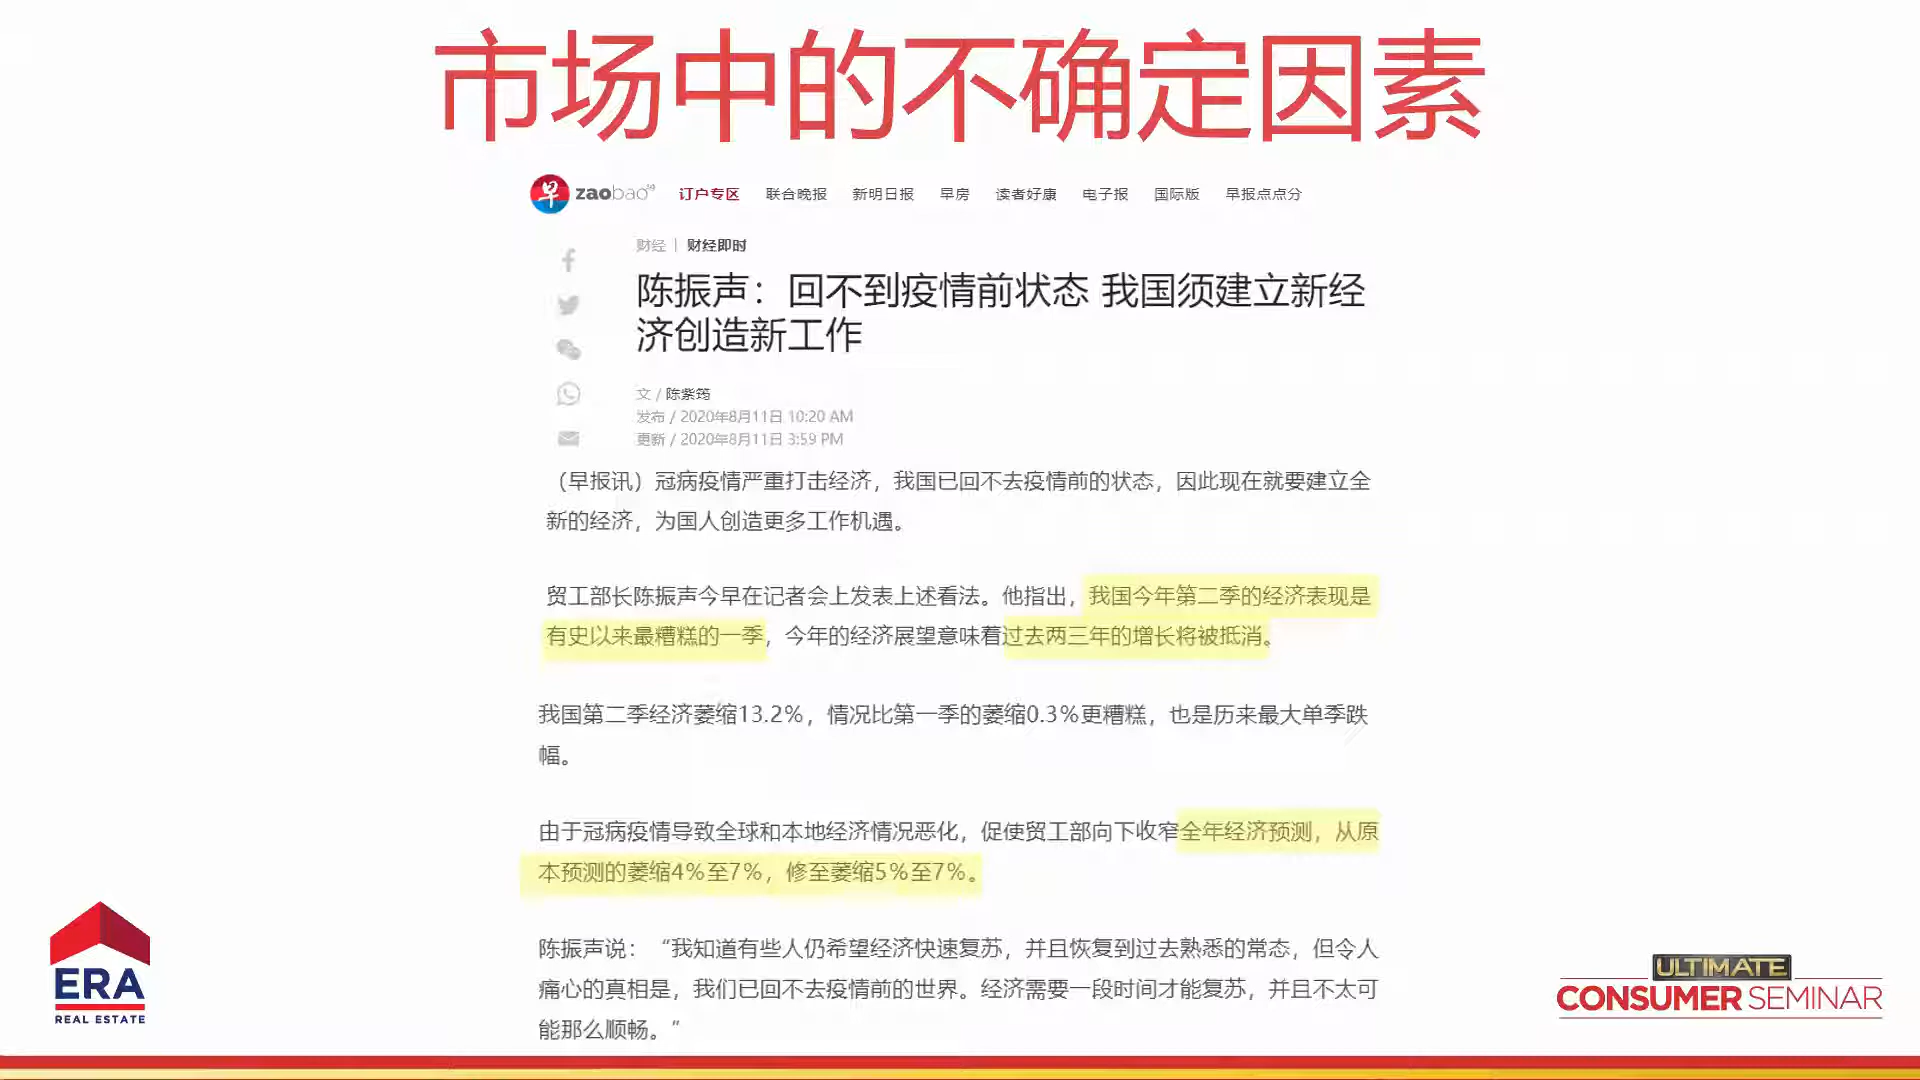 市场中的不确定因素
早 zaobao.sg 订户专区 联合晚报 新明日报 早房 读者好康 电子报 国际版 早报点点分
财经 | 财经即时
陈振声：回不到疫情前状态 我国须建立新经
济创造新工作
文 / 陈紫筠
发布 / 2020年8月11日 10:20 AM
更新 / 2020年8月11日 3:59 PM
（早报讯）冠病疫情严重打击经济，我国已回不去疫情前的状态，因此现在就要建立全
新的经济，为国人创造更多工作机遇。
贸工部长陈振声今早在记者会上发表上述看法。他指出，我国今年第二季的经济表现是
有史以来最糟糕的一季，今年的经济展望意味着过去两三年的增长将被抵消。
我国第二季经济萎缩13.2%，情况比第一季的萎缩0.3%更糟糕，也是历来最大单季跌
幅。
由于冠病疫情导致全球和本地经济情况恶化，促使贸工部向下收窄全年经济预测，从原
本预测的萎缩4%至7%，修至萎缩5%至7%。
陈振声说：“我知道有些人仍希望经济快速复苏，并且恢复到过去熟悉的常态，但令人
痛心的真相是，我们已回不去疫情前的世界。经济需要一段时间才能复苏，并且不太可
能那么顺畅。”
ERA
REAL ESTATE
ULTIMATE
CONSUMER SEMINAR